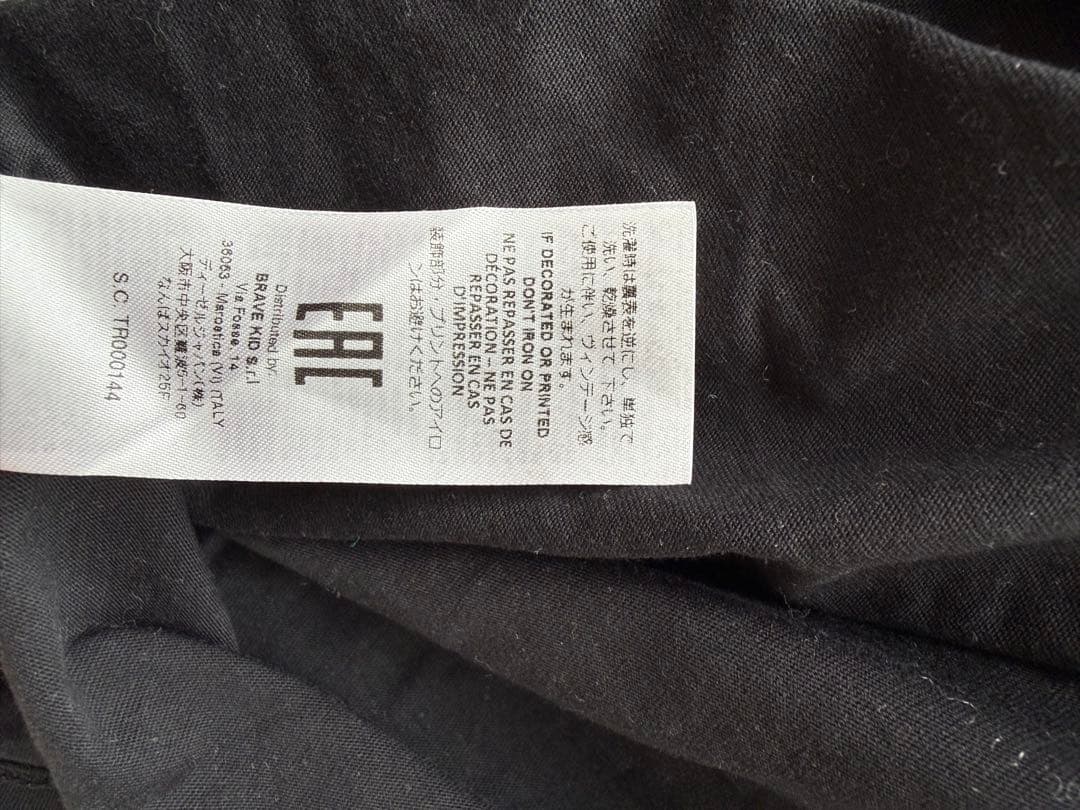 洗濯時は裏表を逆にし、単独で
洗い、乾燥させて下さい。
ご使用に伴い、ヴィンテージ感
が生まれます。
IF DECORATED OR PRINTED
DON'T IRON ON
NE PAS REPASSER EN CAS DE
DÉCORATION - NE PAS
REPASSER EN CAS
D'IMPRESSION
装飾部分・プリントへのアイロ
ンはお避けください。
EAC
Distributed by
BRAVE KID S.r.l
Via Fosse, 14
36063 - Marostica (VI) ITALY
ディーゼルジャパン(株)
大阪市中央区難波5-1-60
なんばスカイオ25F
S.C. TR000144